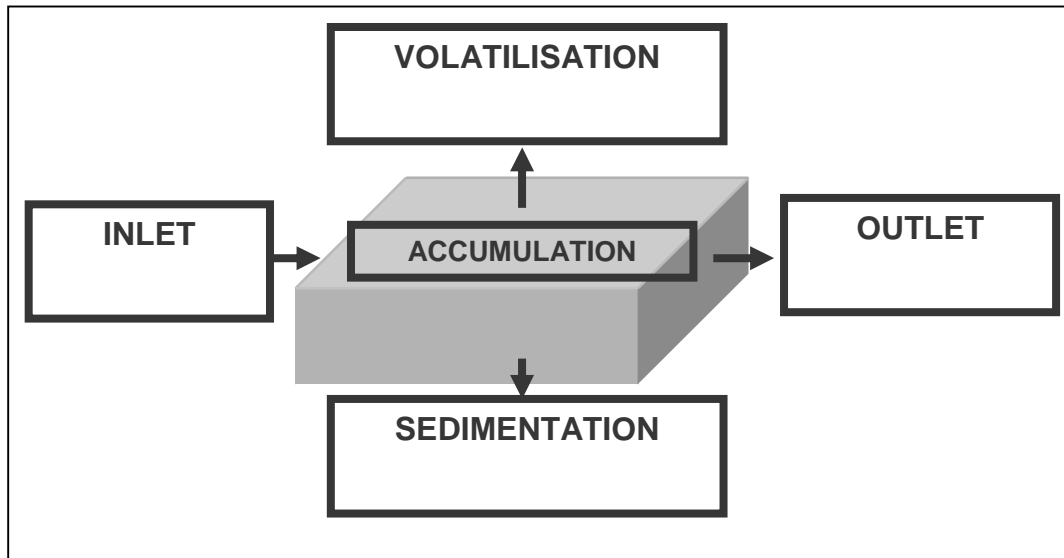 VOLATILISATION
INLET
ACCUMULATION
OUTLET
SEDIMENTATION